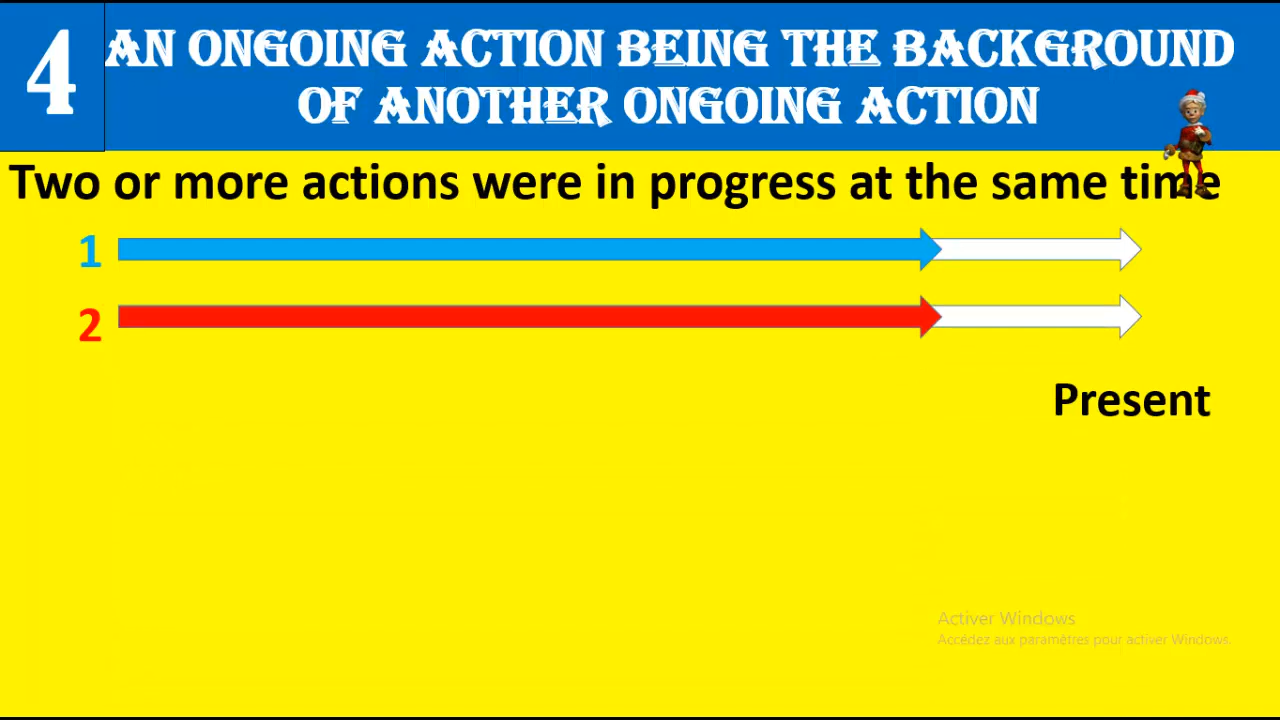 4
AN ONGOING ACTION BEING THE BACKGROUND
OF ANOTHER ONGOING ACTION
Two or more actions were in progress at the same time
1
2
Present
Activer Windows
Accédez aux paramètres pour activer Windows.